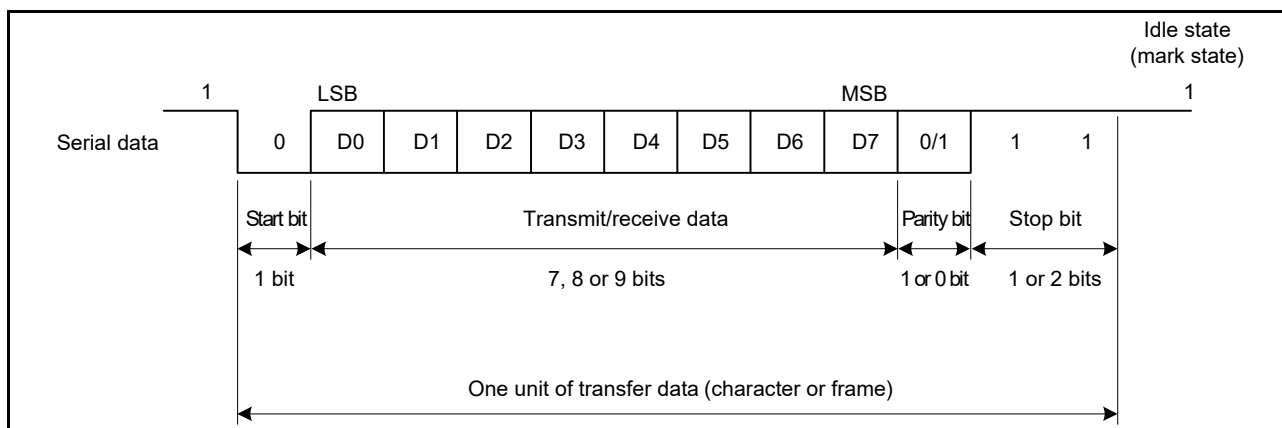 Idle state
(mark state)
1 LSB MSB 1
Serial data 0 D0 D1 D2 D3 D4 D5 D6 D7 0/1 1 1
Start bit Transmit/receive data Parity bit Stop bit
1 bit 7, 8 or 9 bits 1 or 0 bit 1 or 2 bits
One unit of transfer data (character or frame)